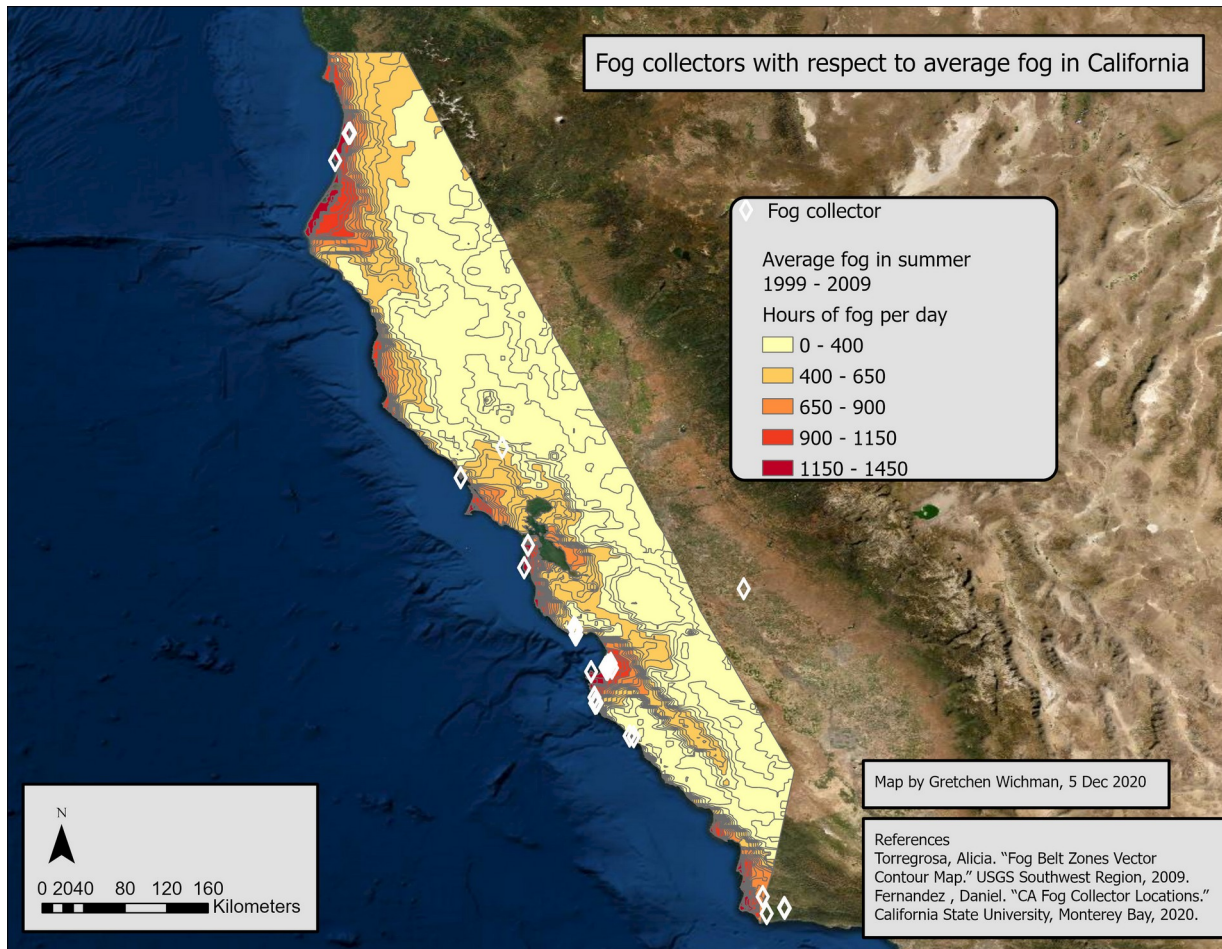 Fog collectors with respect to average fog in California
Fog collector
Average fog in summer
1999 - 2009
Hours of fog per day
0 - 400
400 - 650
650 - 900
900 - 1150
1150 - 1450
Map by Gretchen Wichman, 5 Dec 2020
References
Torregrosa, Alicia. “Fog Belt Zones Vector
Contour Map.” USGS Southwest Region, 2009.
Fernandez , Daniel. “CA Fog Collector Locations.”
California State University, Monterey Bay, 2020.
N
0 20 40 80 120 160
Kilometers